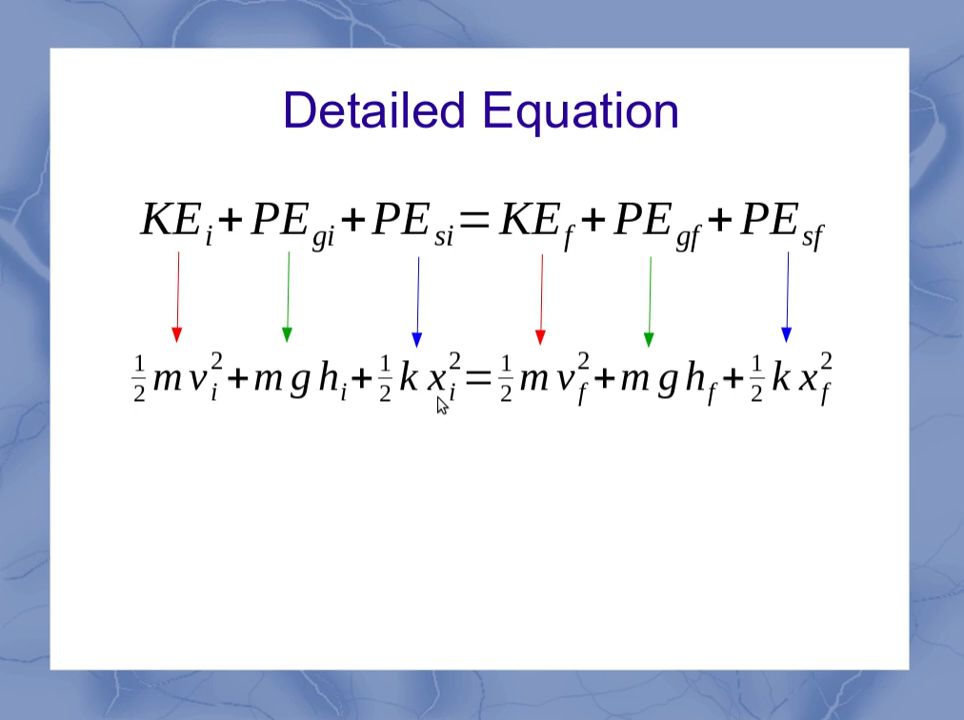 Detailed Equation
KE_i + PE_gi + PE_si = KE_f + PE_gf + PE_sf
½ m v_i² + m g h_i + ½ k x_i² = ½ m v_f² + m g h_f + ½ k x_f²